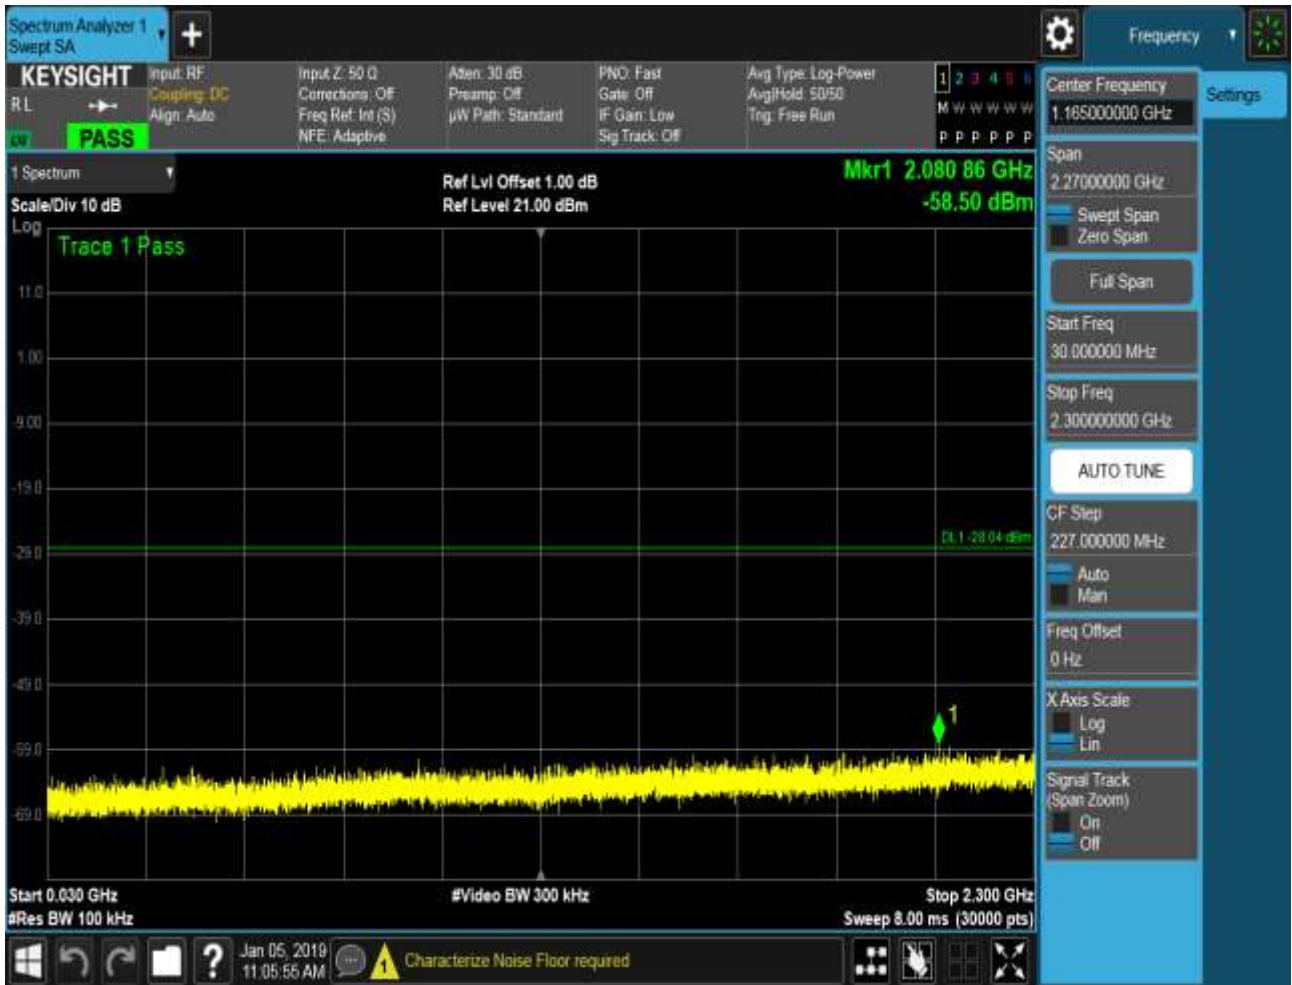 Spectrum Analyzer 1
Swept SA
+
Frequency
KEYSIGHT
Input: RF
Coupling: DC
Align: Auto
Input Z: 50 Ω
Corrections: Off
Freq Ref: Int (S)
NFE: Adaptive
Atten: 30 dB
Preamp: Off
µW Path: Standard
PNO: Fast
Gate: Off
IF Gain: Low
Sig Track: Off
Avg Type: Log-Power
Avg|Hold: 50/50
Trig: Free Run
1 2 3 4 5 6
M W W W W W
P P P P P P
R L
PASS
1 Spectrum
Scale/Div 10 dB
Ref Lvl Offset 1.00 dB
Ref Level 21.00 dBm
Mkr1 2.080 86 GHz
-58.50 dBm
Log
Trace 1 Pass
11.0
1.00
-9.00
-19.0
-29.0
-39.0
-49.0
-59.0
-69.0
DL1 -28.04 dBm
1
Start 0.030 GHz
#Video BW 300 kHz
Stop 2.300 GHz
#Res BW 100 kHz
Sweep 8.00 ms (30000 pts)
Center Frequency
1.165000000 GHz
Settings
Span
2.27000000 GHz
Swept Span
Zero Span
Full Span
Start Freq
30.000000 MHz
Stop Freq
2.300000000 GHz
AUTO TUNE
CF Step
227.000000 MHz
Auto
Man
Freq Offset
0 Hz
X Axis Scale
Log
Lin
Signal Track
(Span Zoom)
On
Off
?
Jan 05, 2019
11:05:55 AM
1
Characterize Noise Floor required